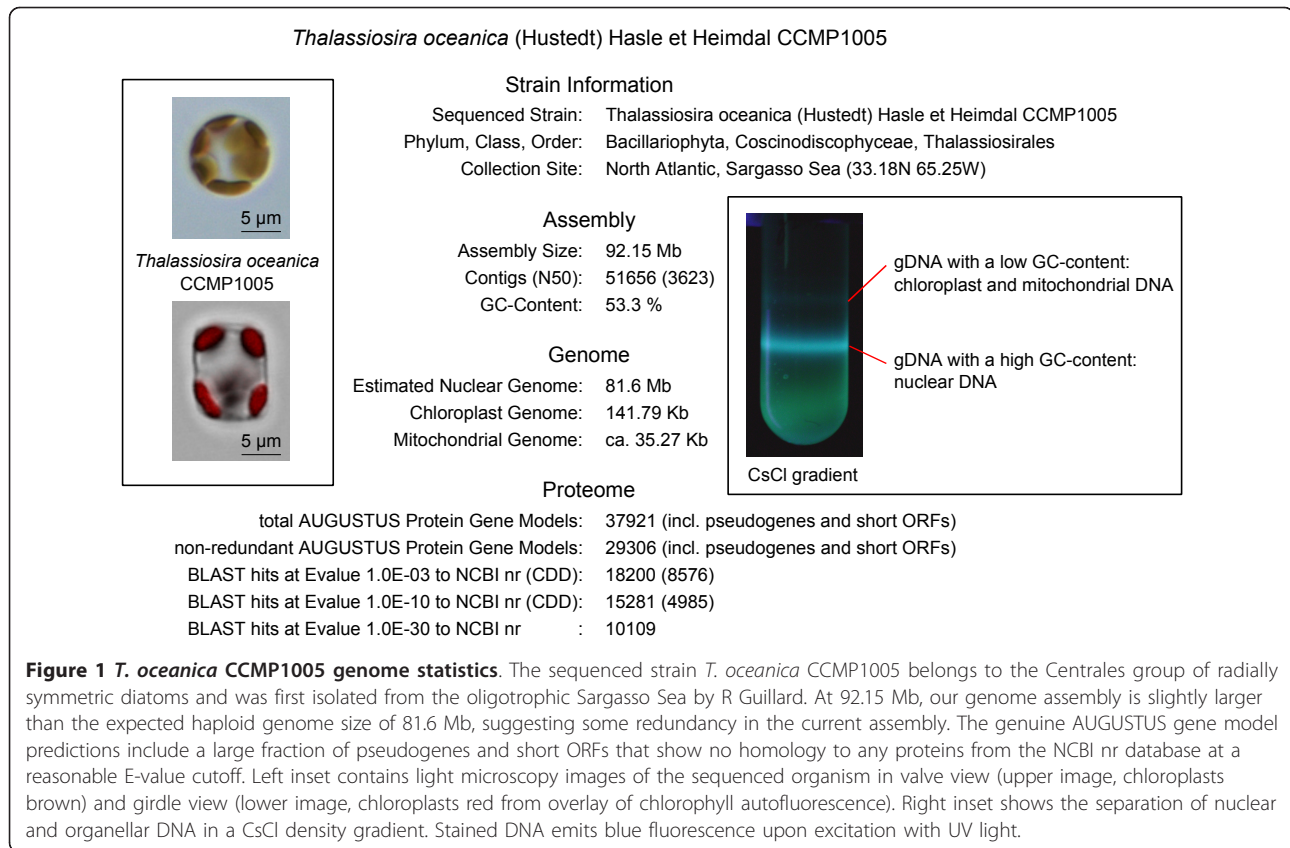 Thalassiosira oceanica (Hustedt) Hasle et Heimdal CCMP1005
5 µm
Thalassiosira oceanica
CCMP1005
5 µm
Strain Information
Sequenced Strain: Thalassiosira oceanica (Hustedt) Hasle et Heimdal CCMP1005
Phylum, Class, Order: Bacillariophyta, Coscinodiscophyceae, Thalassiosirales
Collection Site: North Atlantic, Sargasso Sea (33.18N 65.25W)
Assembly
Assembly Size: 92.15 Mb
Contigs (N50): 51656 (3623)
GC-Content: 53.3 %
Genome
Estimated Nuclear Genome: 81.6 Mb
Chloroplast Genome: 141.79 Kb
Mitochondrial Genome: ca. 35.27 Kb
gDNA with a low GC-content:
chloroplast and mitochondrial DNA
gDNA with a high GC-content:
nuclear DNA
CsCl gradient
Proteome
total AUGUSTUS Protein Gene Models: 37921 (incl. pseudogenes and short ORFs)
non-redundant AUGUSTUS Protein Gene Models: 29306 (incl. pseudogenes and short ORFs)
BLAST hits at Evalue 1.0E-03 to NCBI nr (CDD): 18200 (8576)
BLAST hits at Evalue 1.0E-10 to NCBI nr (CDD): 15281 (4985)
BLAST hits at Evalue 1.0E-30 to NCBI nr : 10109
Figure 1 T. oceanica CCMP1005 genome statistics. The sequenced strain T. oceanica CCMP1005 belongs to the Centrales group of radially
symmetric diatoms and was first isolated from the oligotrophic Sargasso Sea by R Guillard. At 92.15 Mb, our genome assembly is slightly larger
than the expected haploid genome size of 81.6 Mb, suggesting some redundancy in the current assembly. The genuine AUGUSTUS gene model
predictions include a large fraction of pseudogenes and short ORFs that show no homology to any proteins from the NCBI nr database at a
reasonable E-value cutoff. Left inset contains light microscopy images of the sequenced organism in valve view (upper image, chloroplasts
brown) and girdle view (lower image, chloroplasts red from overlay of chlorophyll autofluorescence). Right inset shows the separation of nuclear
and organellar DNA in a CsCl density gradient. Stained DNA emits blue fluorescence upon excitation with UV light.